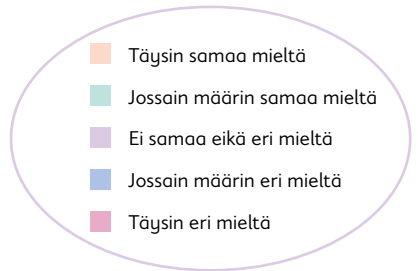 Täysin samaa mieltä
Jossain määrin samaa mieltä
Ei samaa eikä eri mieltä
Jossain määrin eri mieltä
Täysin eri mieltä